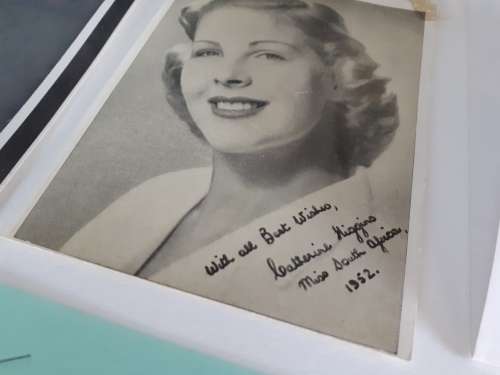 With all Best Wishes,
Catherine Higgins
Miss South Africa,
1952.